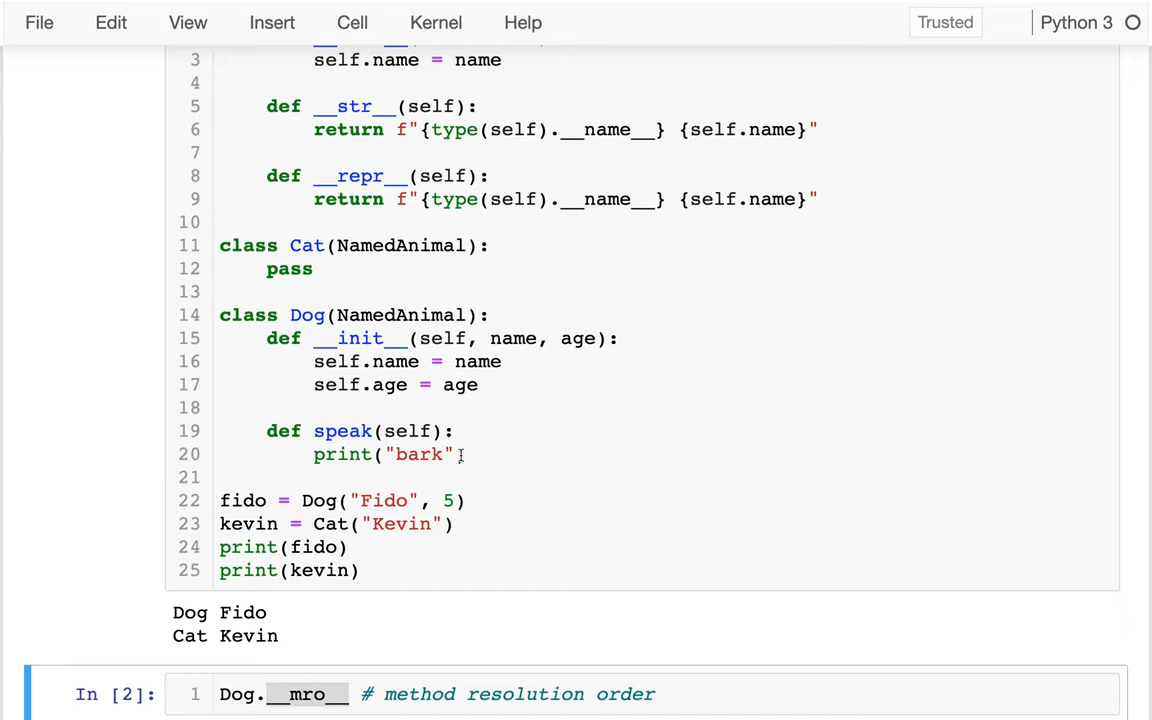 File Edit View Insert Cell Kernel Help Trusted Python 3
3 self.name = name
4
5 def __str__(self):
6 return f"{type(self).__name__} {self.name}"
7
8 def __repr__(self):
9 return f"{type(self).__name__} {self.name}"
10
11 class Cat(NamedAnimal):
12 pass
13
14 class Dog(NamedAnimal):
15 def __init__(self, name, age):
16 self.name = name
17 self.age = age
18
19 def speak(self):
20 print("bark"
21
22 fido = Dog("Fido", 5)
23 kevin = Cat("Kevin")
24 print(fido)
25 print(kevin)
Dog Fido
Cat Kevin
In [2]: 1 Dog.__mro__ # method resolution order